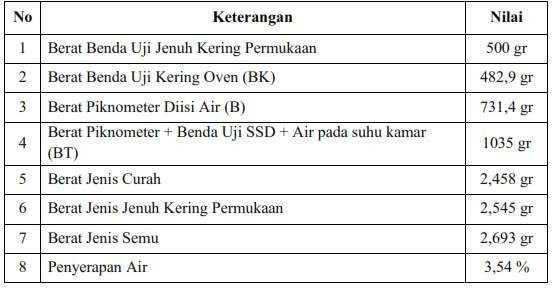 No Keterangan Nilai
1 Berat Benda Uji Jenuh Kering Permukaan 500 gr
2 Berat Benda Uji Kering Oven (BK) 482,9 gr
3 Berat Piknometer Diisi Air (B) 731,4 gr
4 Berat Piknometer + Benda Uji SSD + Air pada suhu kamar (BT) 1035 gr
5 Berat Jenis Curah 2,458 gr
6 Berat Jenis Jenuh Kering Permukaan 2,545 gr
7 Berat Jenis Semu 2,693 gr
8 Penyerapan Air 3,54 %